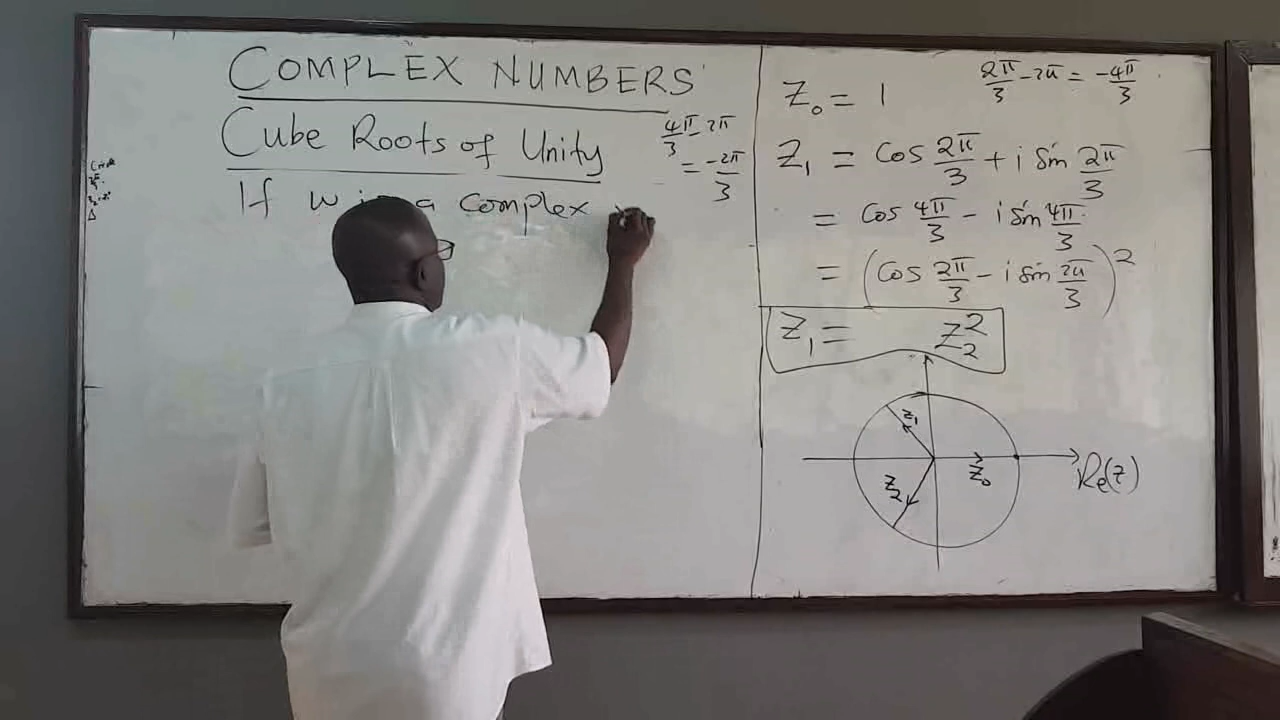 COMPLEX NUMBERS
Cube Roots of Unity
If w is a complex
4π/3 - 2π
= -2π/3
Z₀ = 1
2π/3 - 2π = -4π/3
Z₁ = Cos 2π/3 + i Sin 2π/3
= Cos 4π/3 - i Sin 4π/3
= (Cos 2π/3 - i Sin 2π/3)²
Z₁ = Z₂²
Z₁
Z₂
Z₀
Re(z)